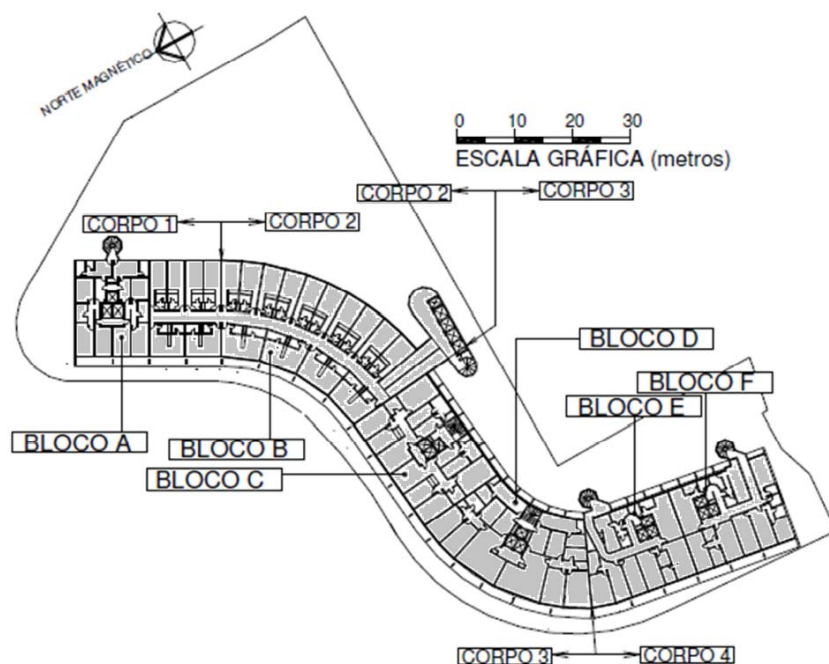 NORTE MAGNÉTICO
0 10 20 30
ESCALA GRÁFICA (metros)
CORPO 2 CORPO 3
CORPO 1 CORPO 2
BLOCO D
BLOCO F
BLOCO E
BLOCO A
BLOCO B
BLOCO C
CORPO 3 CORPO 4